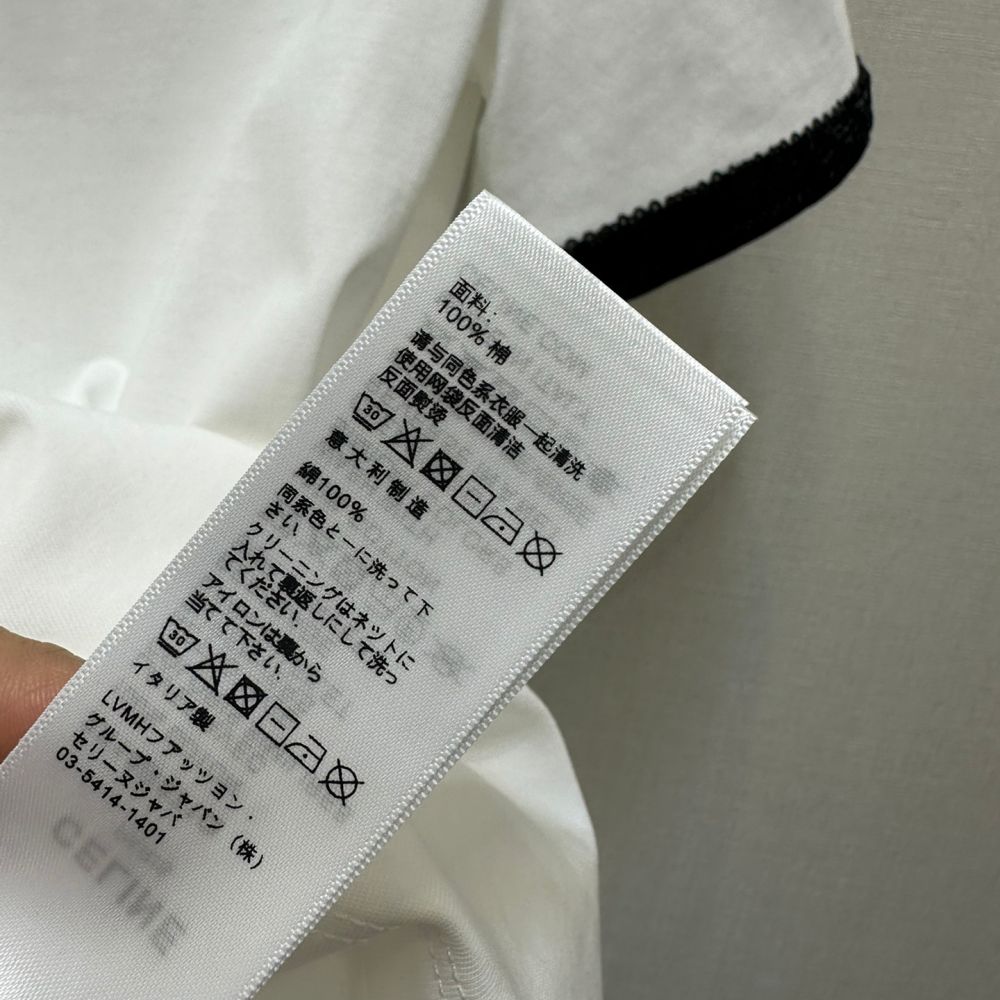 面料:
100% 棉
请与同色系衣服一起清洗
使用网袋反面清洁
反面熨烫
30
意大利制造
綿100%
同系色と一に洗って下
さい.
クリーニングはネットに
入れて裏返しにして洗っ
てください.
アイロンは裏から
当てて下さい.
30
イタリア製
LVMHフアッツョン・
グループ・ジャパン (株)
セリーヌジャバ
03-5414-1401
CELINE